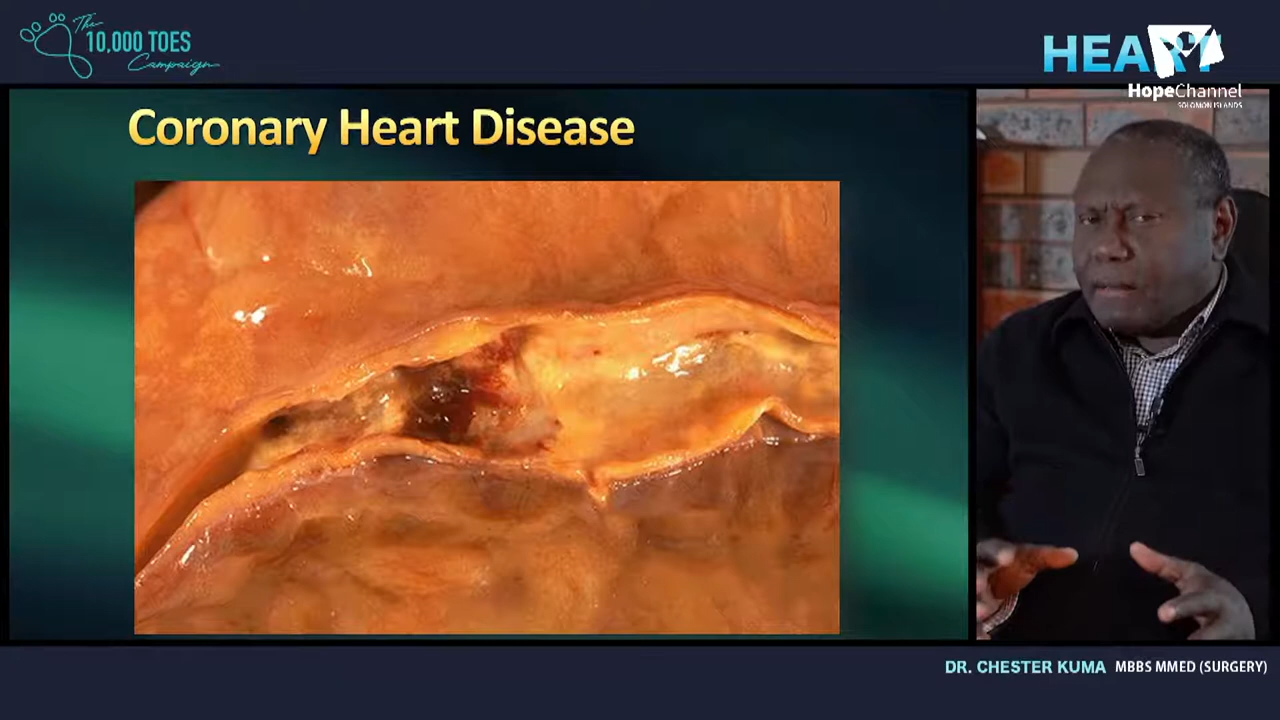 The
10,000 TOES
Campaign
HEART
HopeChannel
SOLOMON ISLANDS
Coronary Heart Disease
DR. CHESTER KUMA MBBS MMED (SURGERY)